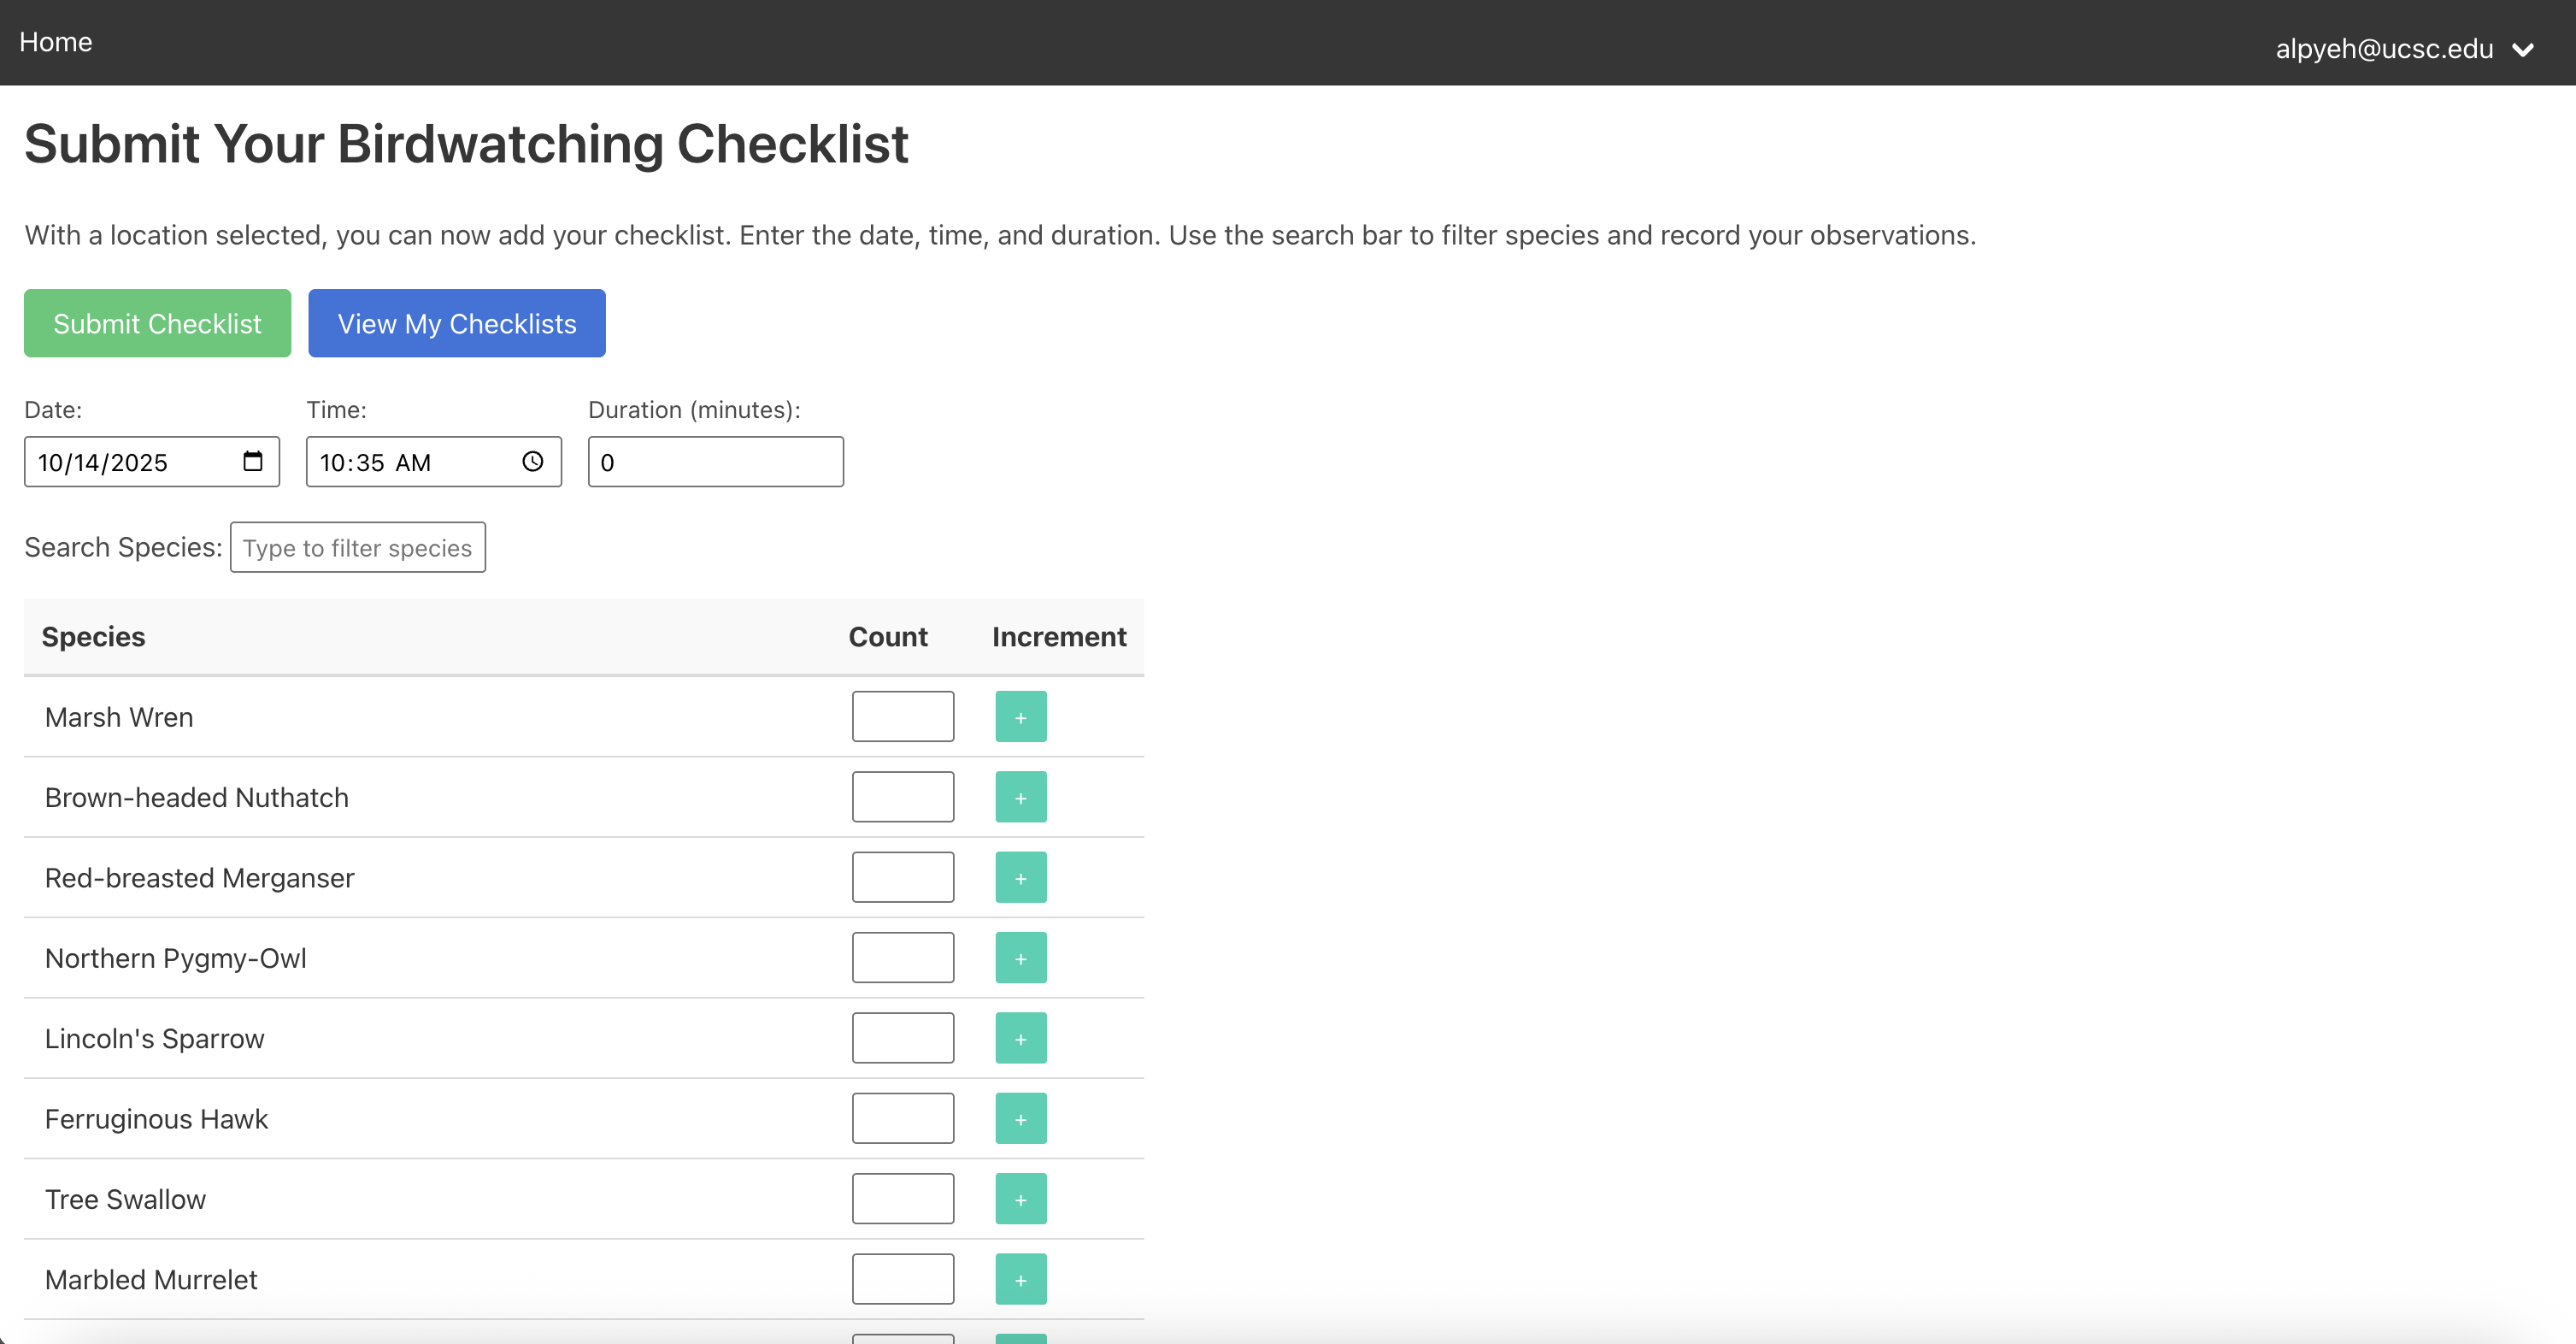 Home
alpyeh@ucsc.edu
Submit Your Birdwatching Checklist
With a location selected, you can now add your checklist. Enter the date, time, and duration. Use the search bar to filter species and record your observations.
Submit Checklist View My Checklists
Date: Time: Duration (minutes):
10/14/2025 10:35 AM 0
Search Species: Type to filter species
Species Count Increment
Marsh Wren +
Brown-headed Nuthatch +
Red-breasted Merganser +
Northern Pygmy-Owl +
Lincoln's Sparrow +
Ferruginous Hawk +
Tree Swallow +
Marbled Murrelet +